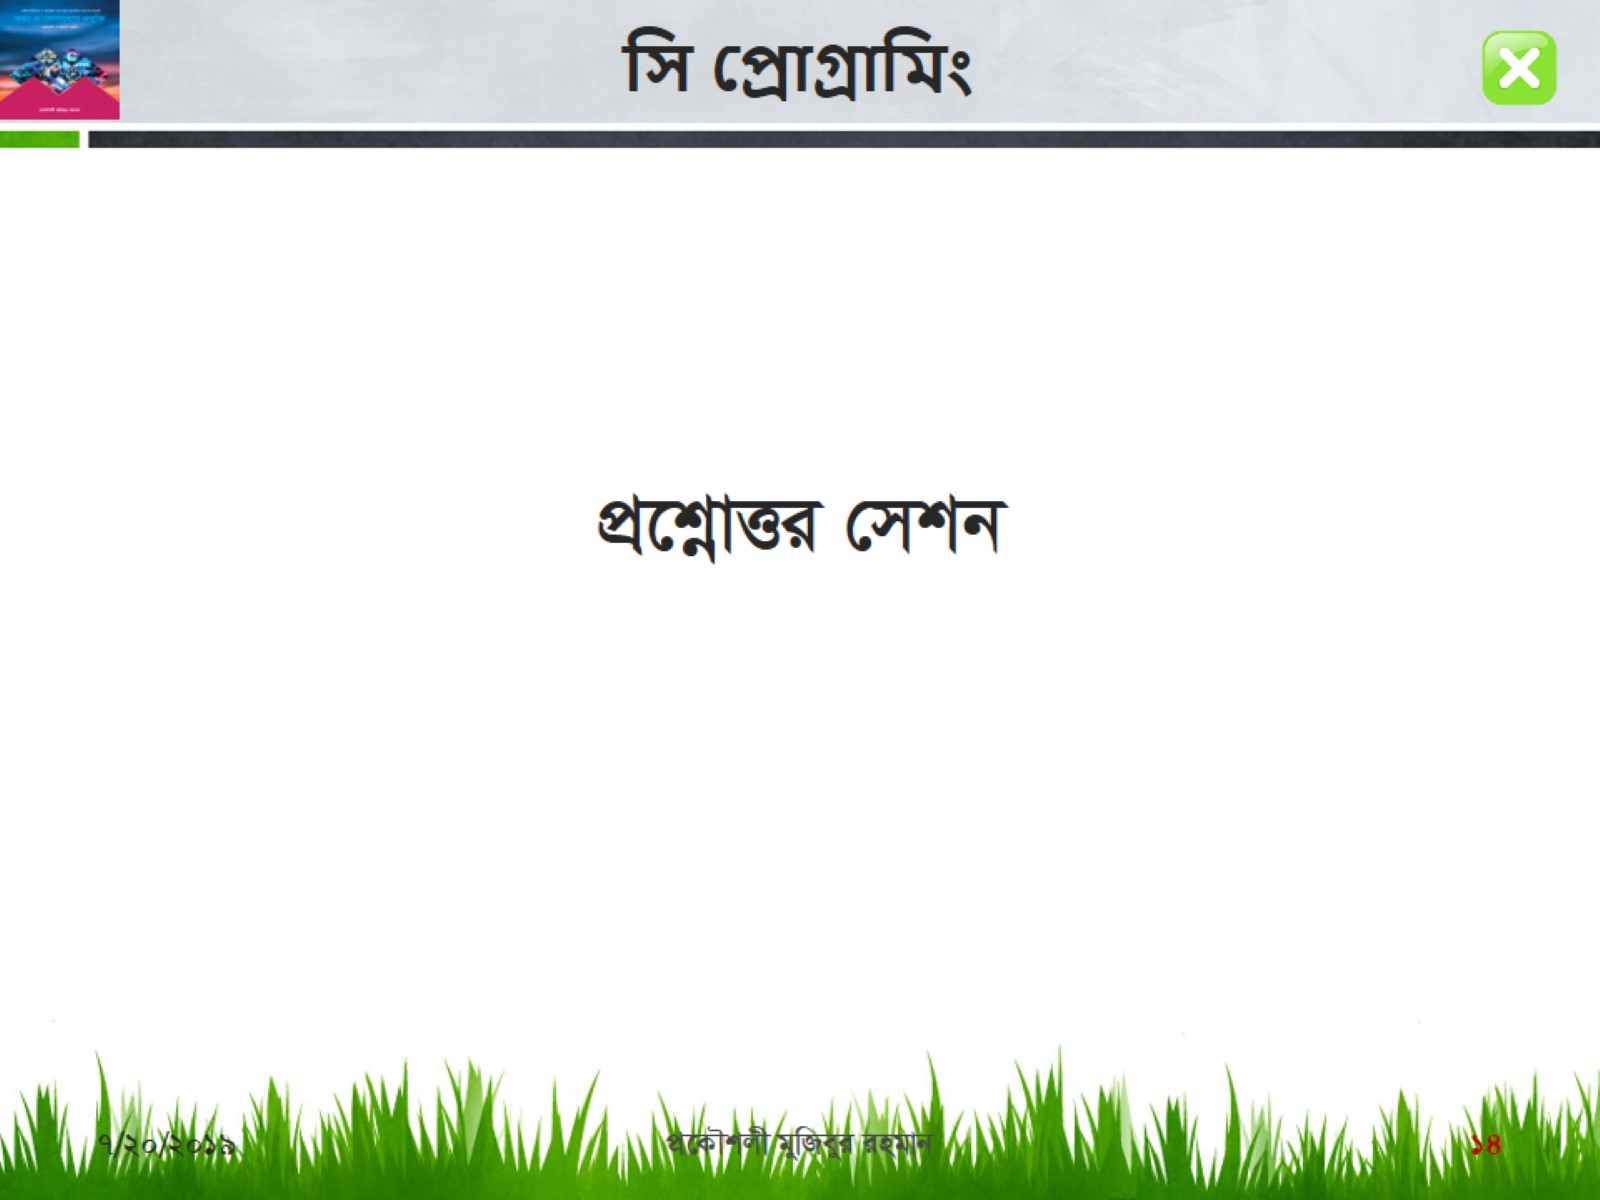 সি প্রোগ্রামিং
প্রশ্নোত্তর সেশন
৭/২০/২০১৯
প্রকৌশলী মুজিবুর রহমান
১৪